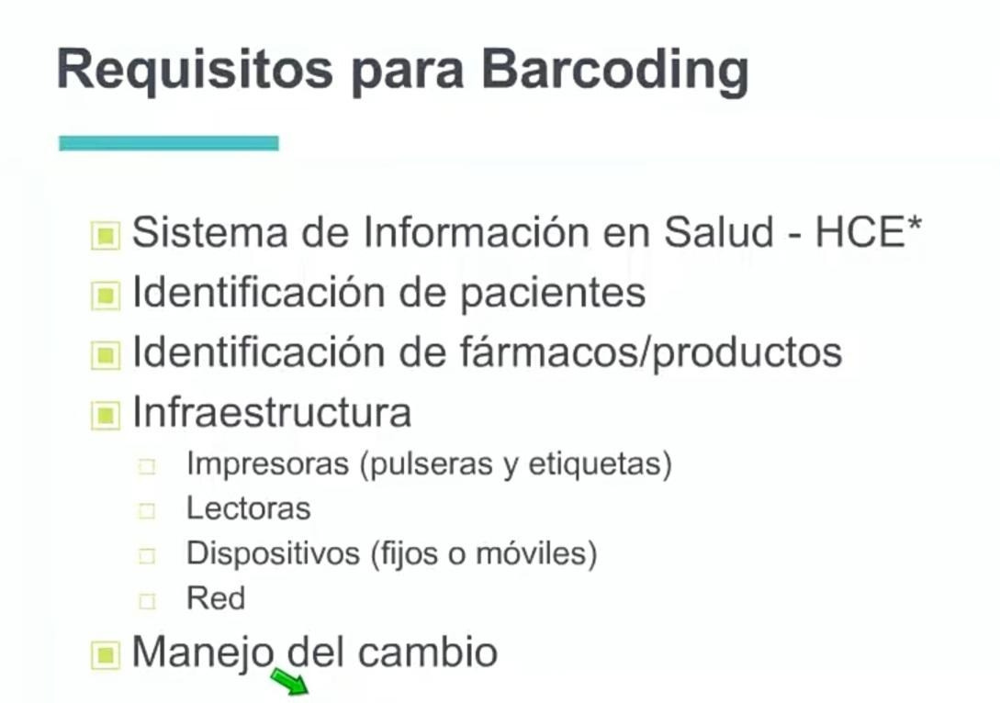 Requisitos para Barcoding
Sistema de Información en Salud - HCE*
Identificación de pacientes
Identificación de fármacos/productos
Infraestructura
Impresoras (pulseras y etiquetas)
Lectoras
Dispositivos (fijos o móviles)
Red
Manejo del cambio